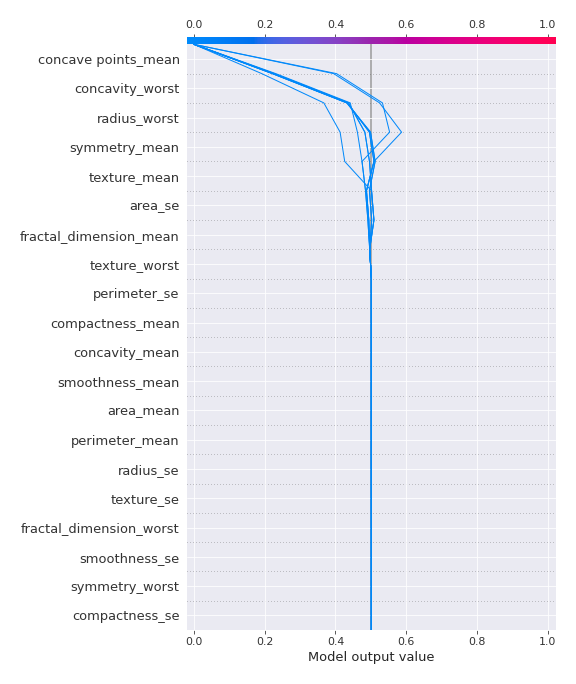 0.0 0.2 0.4 0.6 0.8 1.0
concave points_mean
concavity_worst
radius_worst
symmetry_mean
texture_mean
area_se
fractal_dimension_mean
texture_worst
perimeter_se
compactness_mean
concavity_mean
smoothness_mean
area_mean
perimeter_mean
radius_se
texture_se
fractal_dimension_worst
smoothness_se
symmetry_worst
compactness_se
0.0 0.2 0.4 0.6 0.8 1.0
Model output value